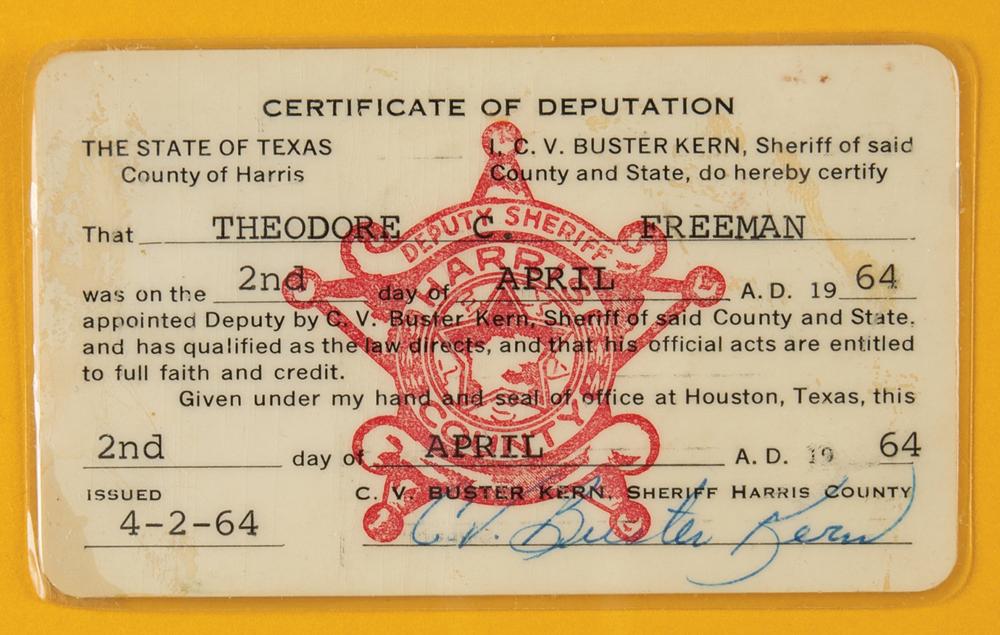 CERTIFICATE OF DEPUTATION
THE STATE OF TEXAS
County of Harris
I, C. V. BUSTER KERN, Sheriff of said
County and State, do hereby certify
That THEODORE C. FREEMAN
was on the 2nd day of APRIL A.D. 19 64
appointed Deputy by C. V. Buster Kern, Sheriff of said County and State,
and has qualified as the law directs, and that his official acts are entitled
to full faith and credit.
Given under my hand and seal of office at Houston, Texas, this
2nd day of APRIL A.D. 19 64
ISSUED
4-2-64
C. V. BUSTER KERN, SHERIFF HARRIS COUNTY
C.V. Buster Kern
DEPUTY SHERIFF
HARRIS
COUNTY